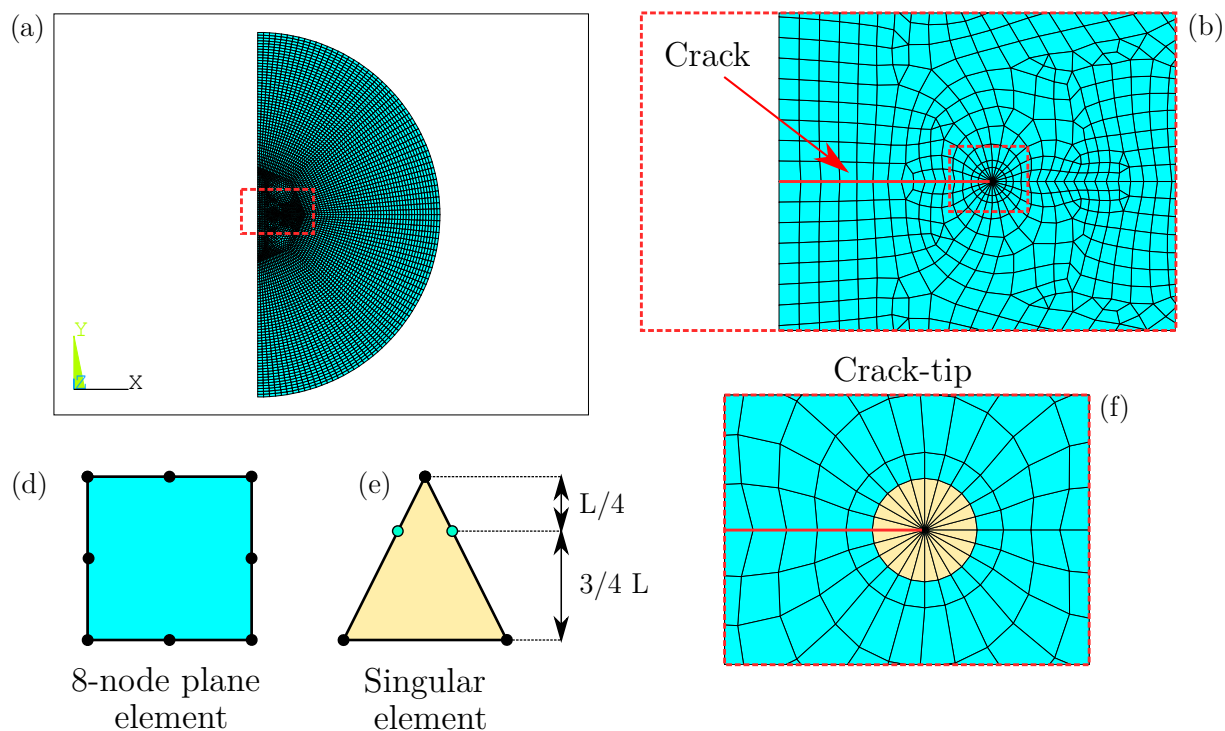 (a)
Y
Z
X
(b)
Crack
Crack-tip
(f)
(d)
8-node plane
element
(e)
L/4
3/4 L
Singular
element